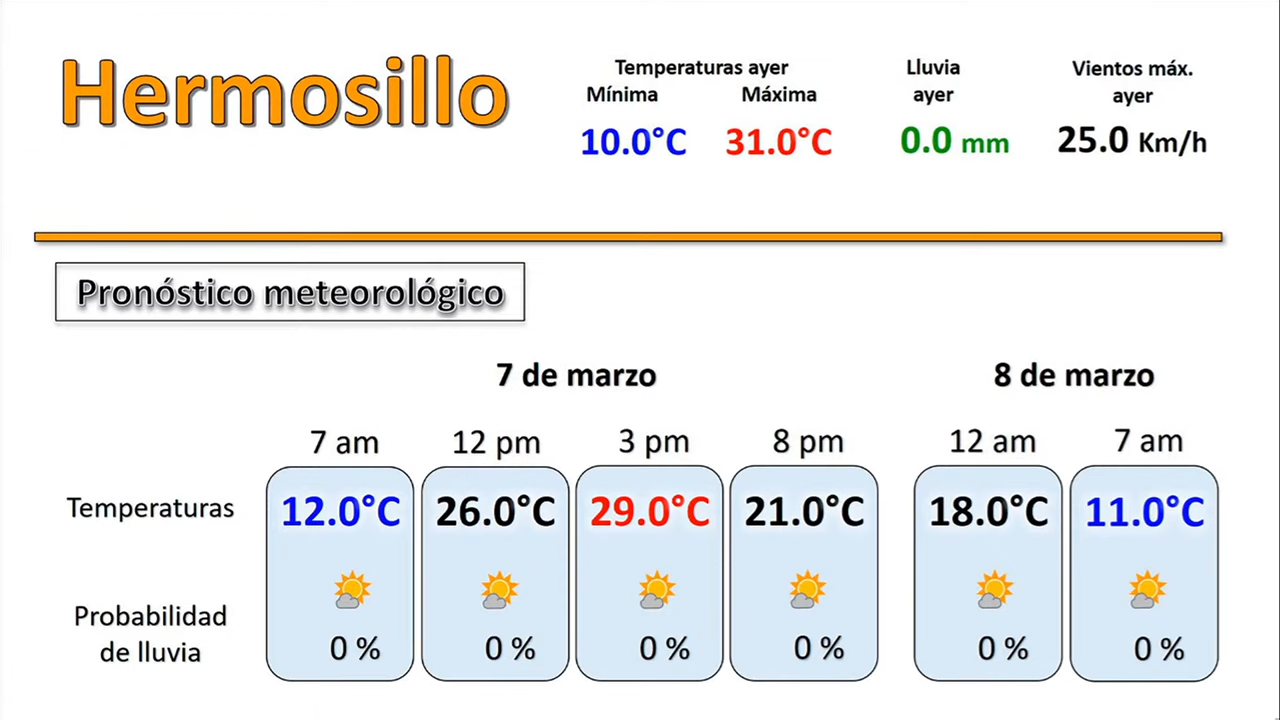 Hermosillo
Temperaturas ayer
Mínima Máxima
10.0°C 31.0°C
Lluvia
ayer
0.0 mm
Vientos máx.
ayer
25.0 Km/h
Pronóstico meteorológico
7 de marzo 8 de marzo
7 am 12 pm 3 pm 8 pm 12 am 7 am
Temperaturas 12.0°C 26.0°C 29.0°C 21.0°C 18.0°C 11.0°C
Probabilidad
de lluvia 0 % 0 % 0 % 0 % 0 % 0 %